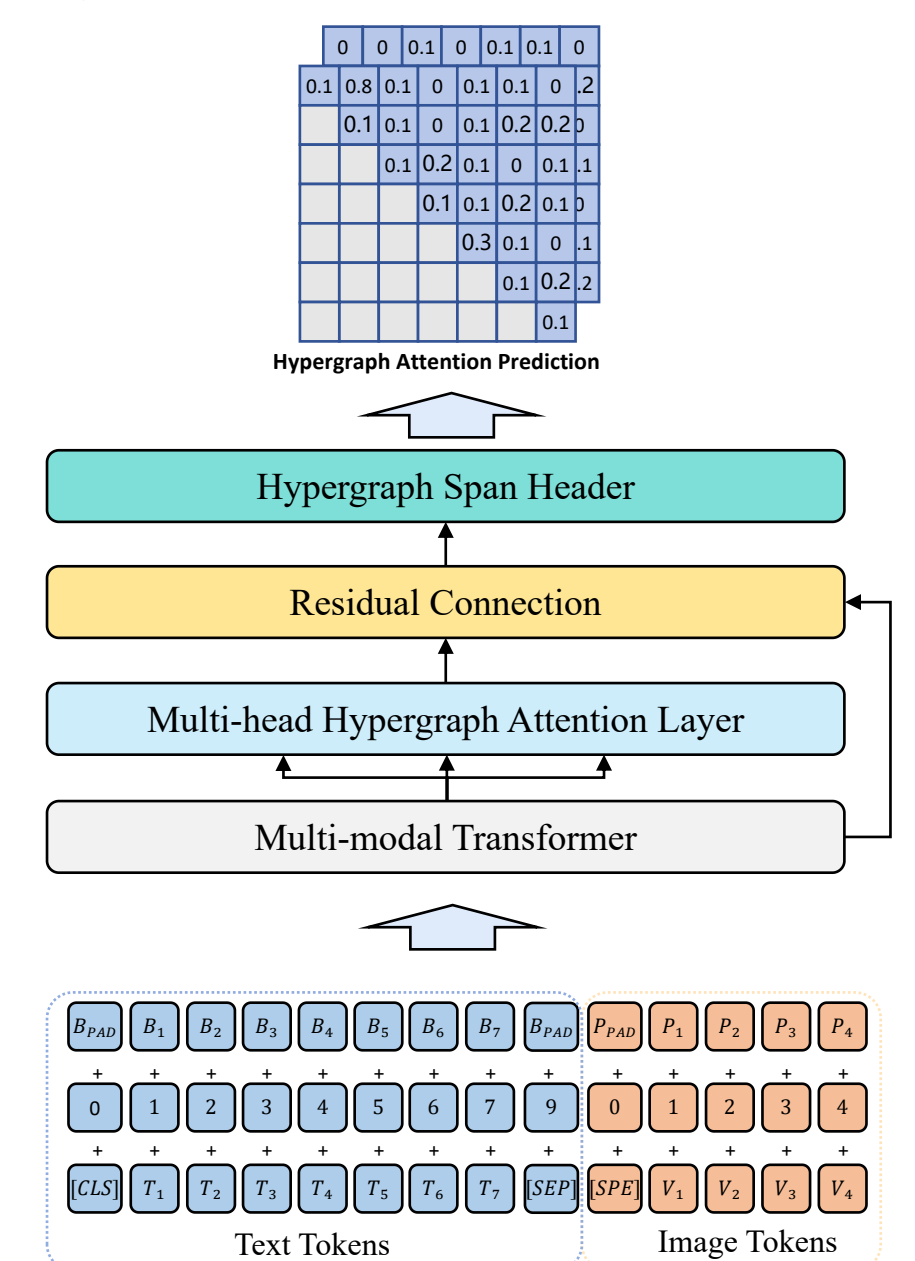 0 0 0.1 0 0.1 0.1 0
0.1 0.8 0.1 0 0.1 0.1 0 .2
0.1 0.1 0 0.1 0.2 0.2 0
0.1 0.2 0.1 0 0.1 .1
0.1 0.1 0.2 0.1 0
0.3 0.1 0 .1
0.1 0.2 .2
0.1
Hypergraph Attention Prediction
Hypergraph Span Header
Residual Connection
Multi-head Hypergraph Attention Layer
Multi-modal Transformer
B_PAD B_1 B_2 B_3 B_4 B_5 B_6 B_7 B_PAD P_PAD P_1 P_2 P_3 P_4
+ + + + + + + + + + + + + +
0 1 2 3 4 5 6 7 9 0 1 2 3 4
+ + + + + + + + + + + + + +
[CLS] T_1 T_2 T_3 T_4 T_5 T_6 T_7 [SEP] [SPE] V_1 V_2 V_3 V_4
Text Tokens Image Tokens